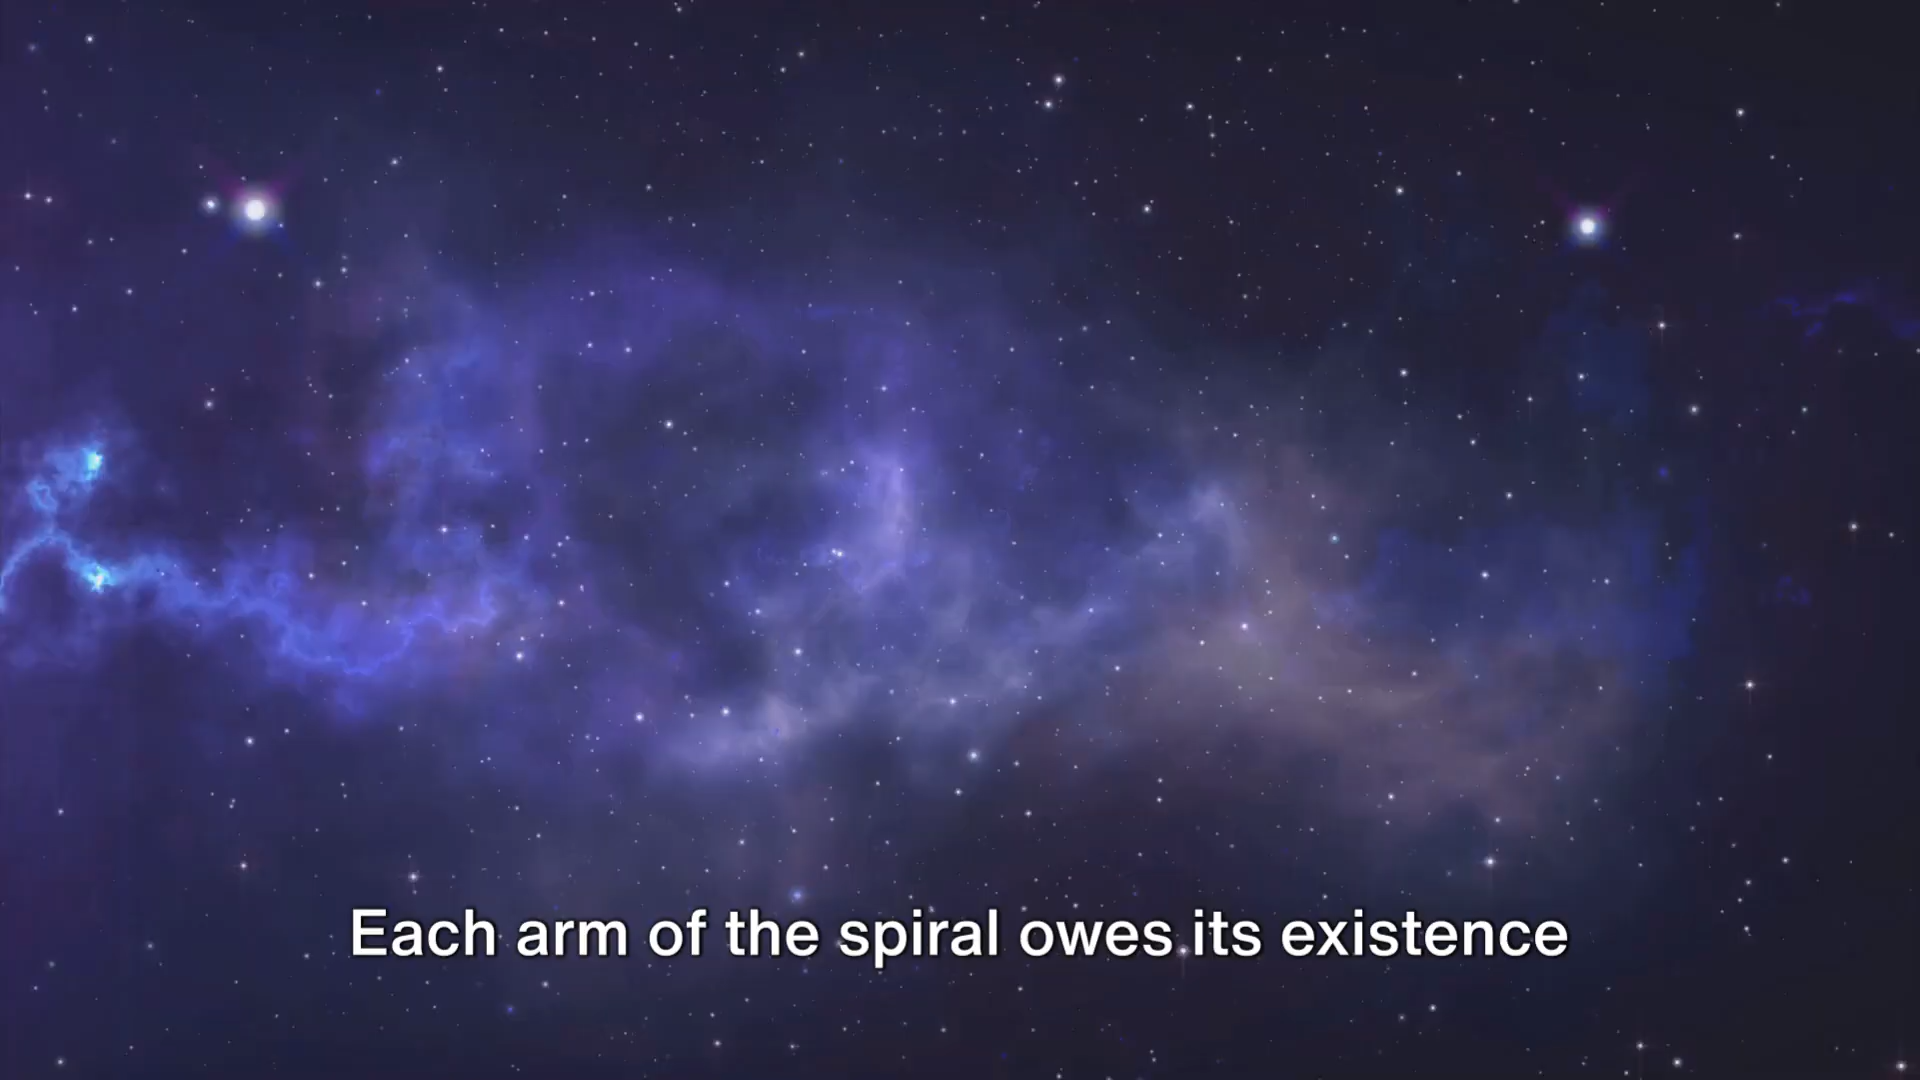 Each arm of the spiral owes its existence